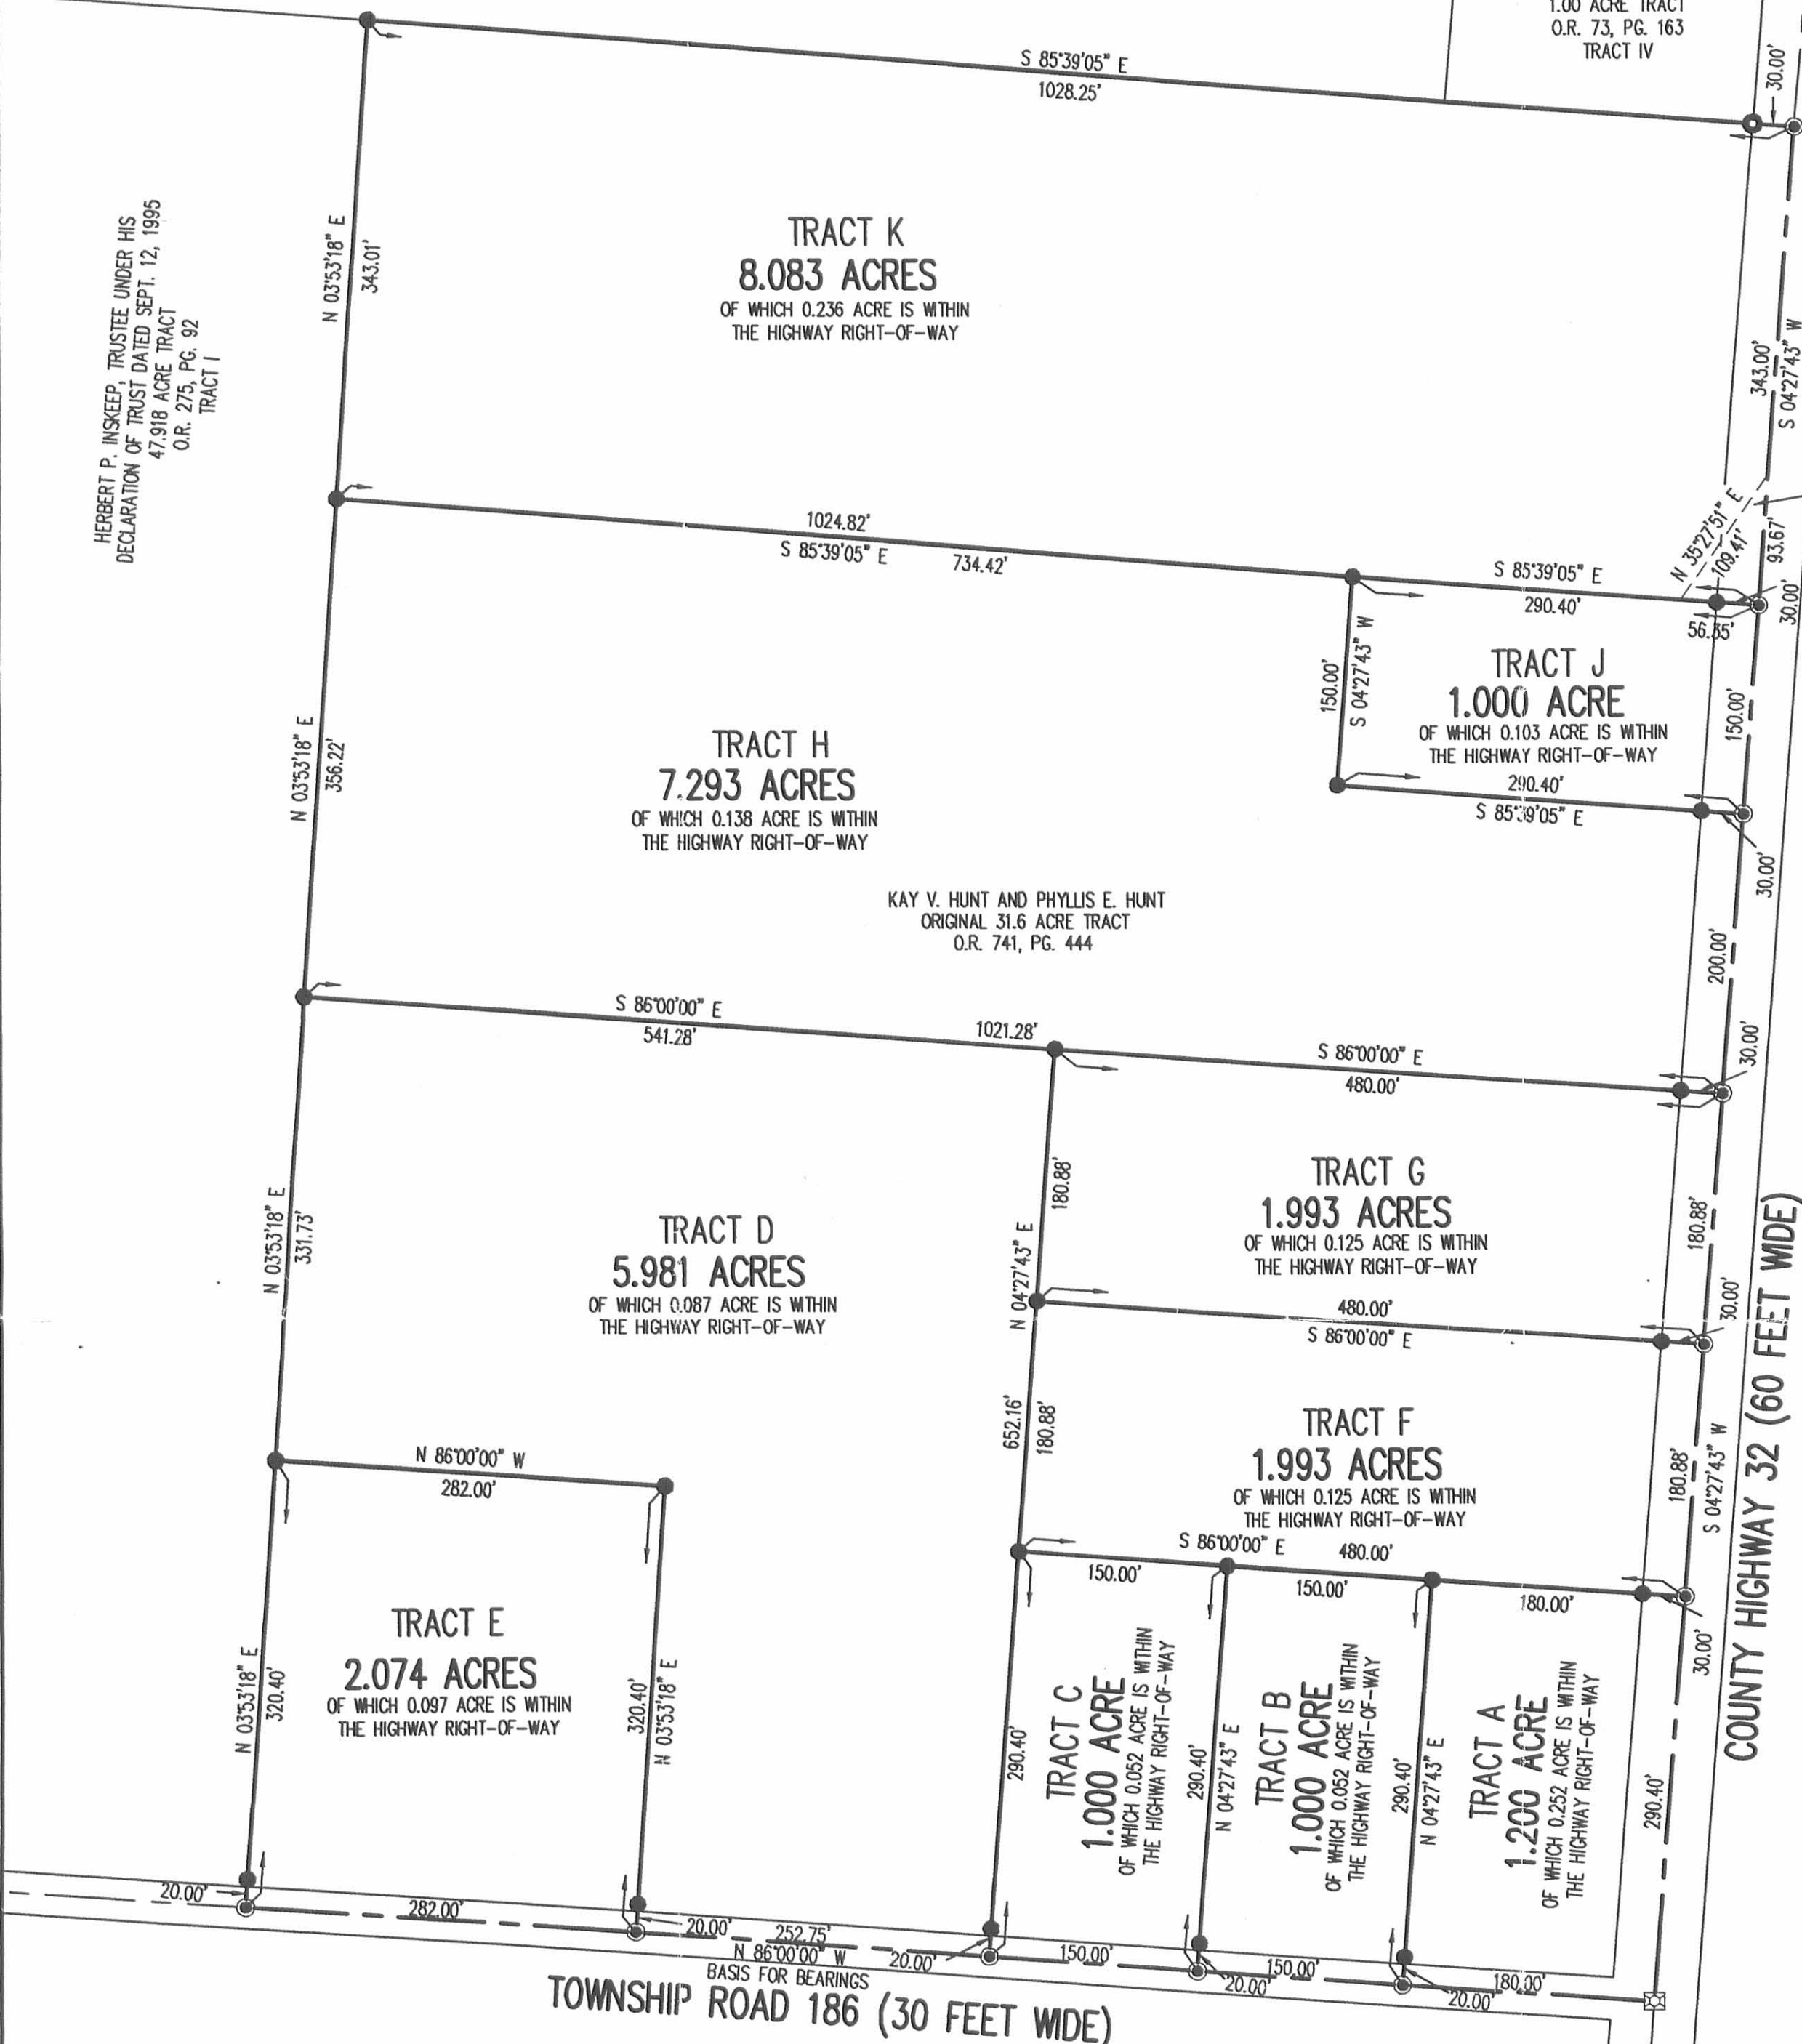 1.00 ACRE TRACT
O.R. 73, PG. 163
TRACT IV
30.00'
S 85°39'05" E
1028.25'
HERBERT P. INSKEEP, TRUSTEE UNDER HIS
DECLARATION OF TRUST DATED SEPT. 12, 1995
47.918 ACRE TRACT
O.R. 275, PG. 92
TRACT I
N 03°53'18" E
343.01'
TRACT K
8.083 ACRES
OF WHICH 0.236 ACRE IS WITHIN
THE HIGHWAY RIGHT-OF-WAY
343.00'
S 04°27'43" W
1024.82'
S 85°39'05" E
734.42'
S 85°39'05" E
290.40'
N 35°27'51" E
109.41'
93.67'
30.00'
56.35'
150.00'
S 04°27'43" W
TRACT J
1.000 ACRE
OF WHICH 0.103 ACRE IS WITHIN
THE HIGHWAY RIGHT-OF-WAY
150.00'
290.40'
S 85°39'05" E
30.00'
N 03°53'18" E
356.22'
TRACT H
7.293 ACRES
OF WHICH 0.138 ACRE IS WITHIN
THE HIGHWAY RIGHT-OF-WAY
KAY V. HUNT AND PHYLLIS E. HUNT
ORIGINAL 31.6 ACRE TRACT
O.R. 741, PG. 444
200.00'
30.00'
S 86°00'00" E
541.28'
1021.28'
S 86°00'00" E
480.00'
180.88'
N 04°27'43" E
TRACT G
1.993 ACRES
OF WHICH 0.125 ACRE IS WITHIN
THE HIGHWAY RIGHT-OF-WAY
180.88'
30.00'
480.00'
S 86°00'00" E
N 03°53'18" E
331.73'
TRACT D
5.981 ACRES
OF WHICH 0.087 ACRE IS WITHIN
THE HIGHWAY RIGHT-OF-WAY
652.16'
180.88'
TRACT F
1.993 ACRES
OF WHICH 0.125 ACRE IS WITHIN
THE HIGHWAY RIGHT-OF-WAY
180.88'
S 04°27'43" W
COUNTY HIGHWAY 32 (60 FEET WIDE)
N 86°00'00" W
282.00'
S 86°00'00" E
480.00'
150.00'
150.00'
180.00'
30.00'
N 03°53'18" E
320.40'
TRACT E
2.074 ACRES
OF WHICH 0.097 ACRE IS WITHIN
THE HIGHWAY RIGHT-OF-WAY
320.40'
N 03°53'18" E
290.40'
TRACT C
1.000 ACRE
OF WHICH 0.052 ACRE IS WITHIN
THE HIGHWAY RIGHT-OF-WAY
290.40'
N 04°27'43" E
TRACT B
1.000 ACRE
OF WHICH 0.052 ACRE IS WITHIN
THE HIGHWAY RIGHT-OF-WAY
290.40'
N 04°27'43" E
TRACT A
1.200 ACRE
OF WHICH 0.252 ACRE IS WITHIN
THE HIGHWAY RIGHT-OF-WAY
290.40'
20.00'
282.00'
20.00'
252.75'
N 86°00'00" W
BASIS FOR BEARINGS
20.00'
150.00'
20.00'
150.00'
20.00'
180.00'
TOWNSHIP ROAD 186 (30 FEET WIDE)